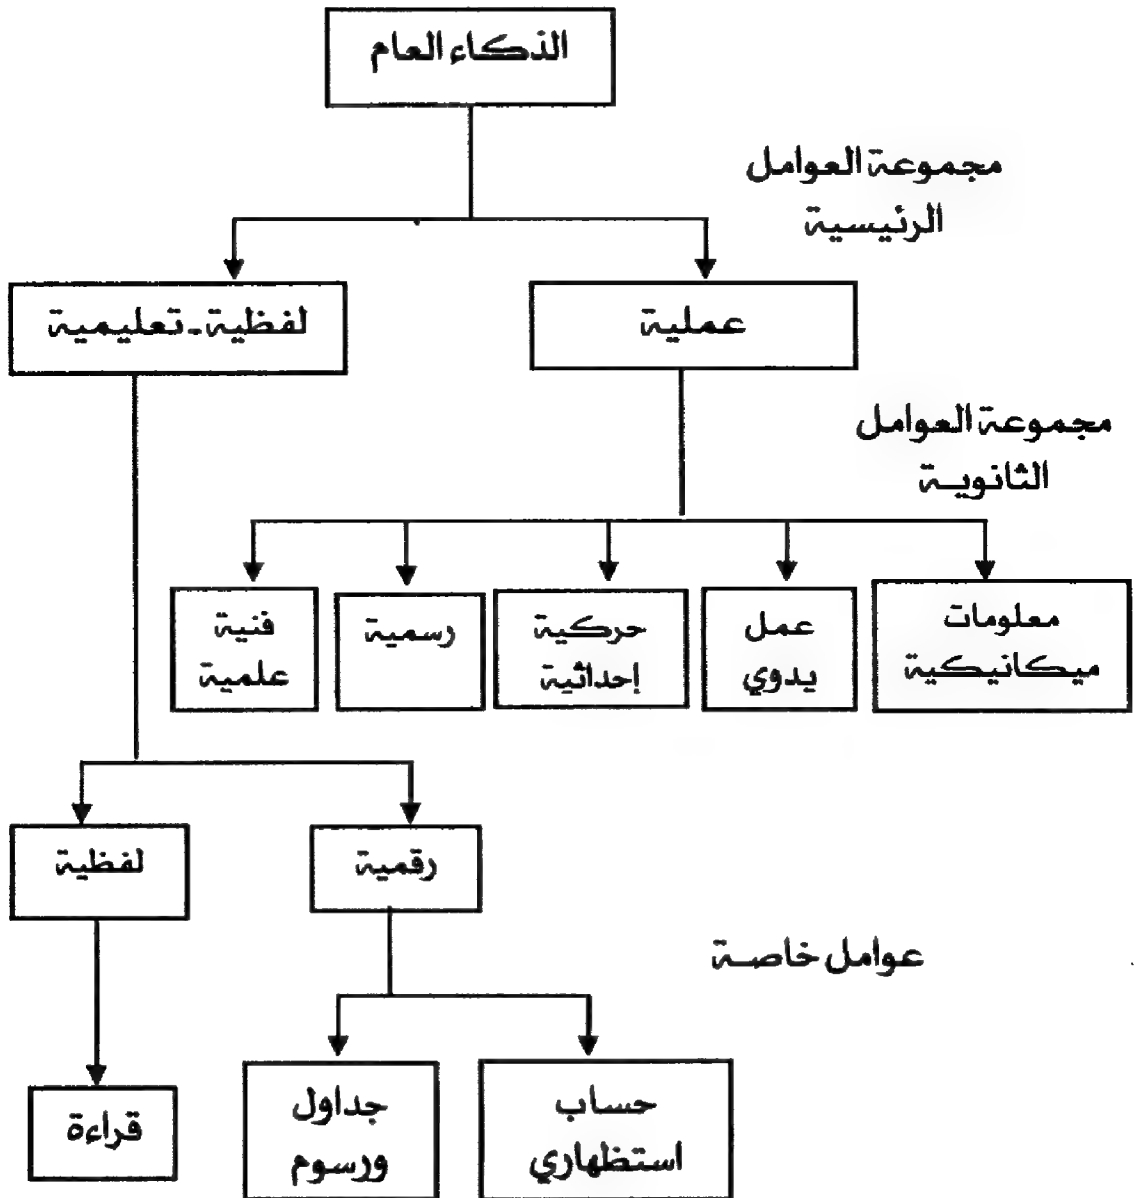 الذكاء العام
مجموعة العوامل
الرئيسية
عملية
لفظية - تعليمية
مجموعة العوامل
الثانوية
معلومات
ميكانيكية
عمل
يدوي
حركية
إحداثية
رسمية
فنية
علمية
رقمية
لفظية
عوامل خاصة
حساب
استظهاري
جداول
ورسوم
قراءة